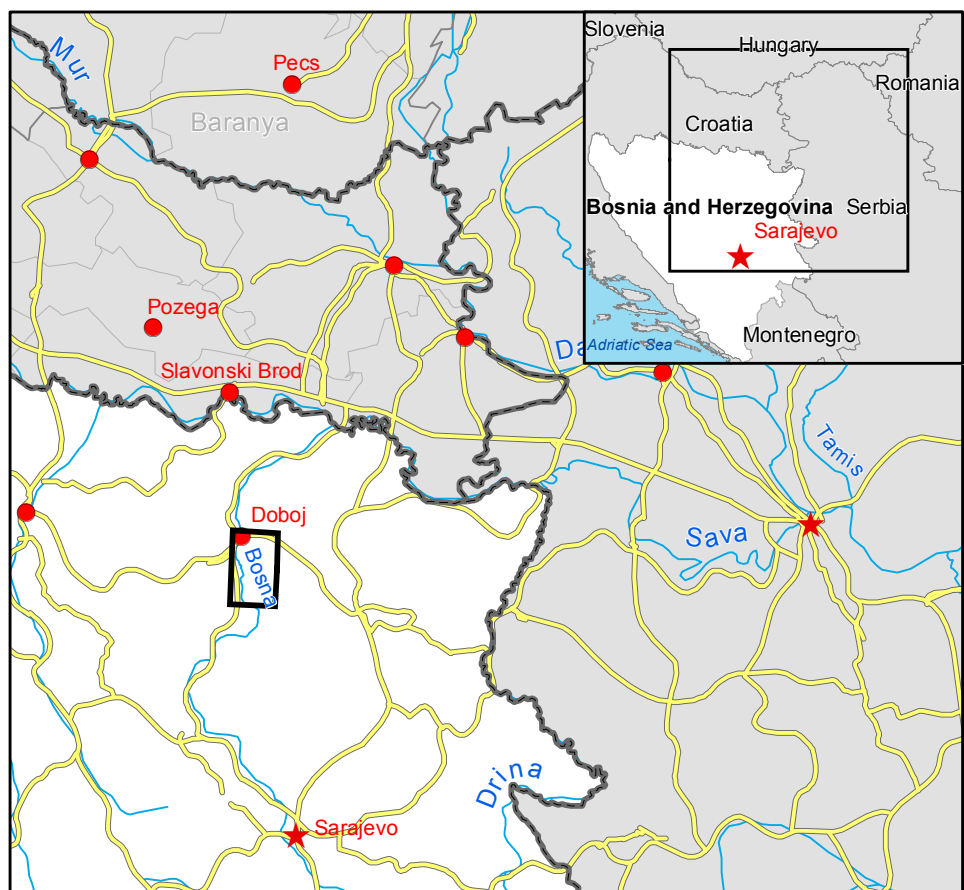 Mur
Pecs
Baranya
Pozega
Slavonski Brod
Doboj
Bosna
Sarajevo
Drina
Sava
Tamis
Slovenia
Hungary
Romania
Croatia
Bosnia and Herzegovina
Serbia
Sarajevo
Montenegro
Adriatic Sea